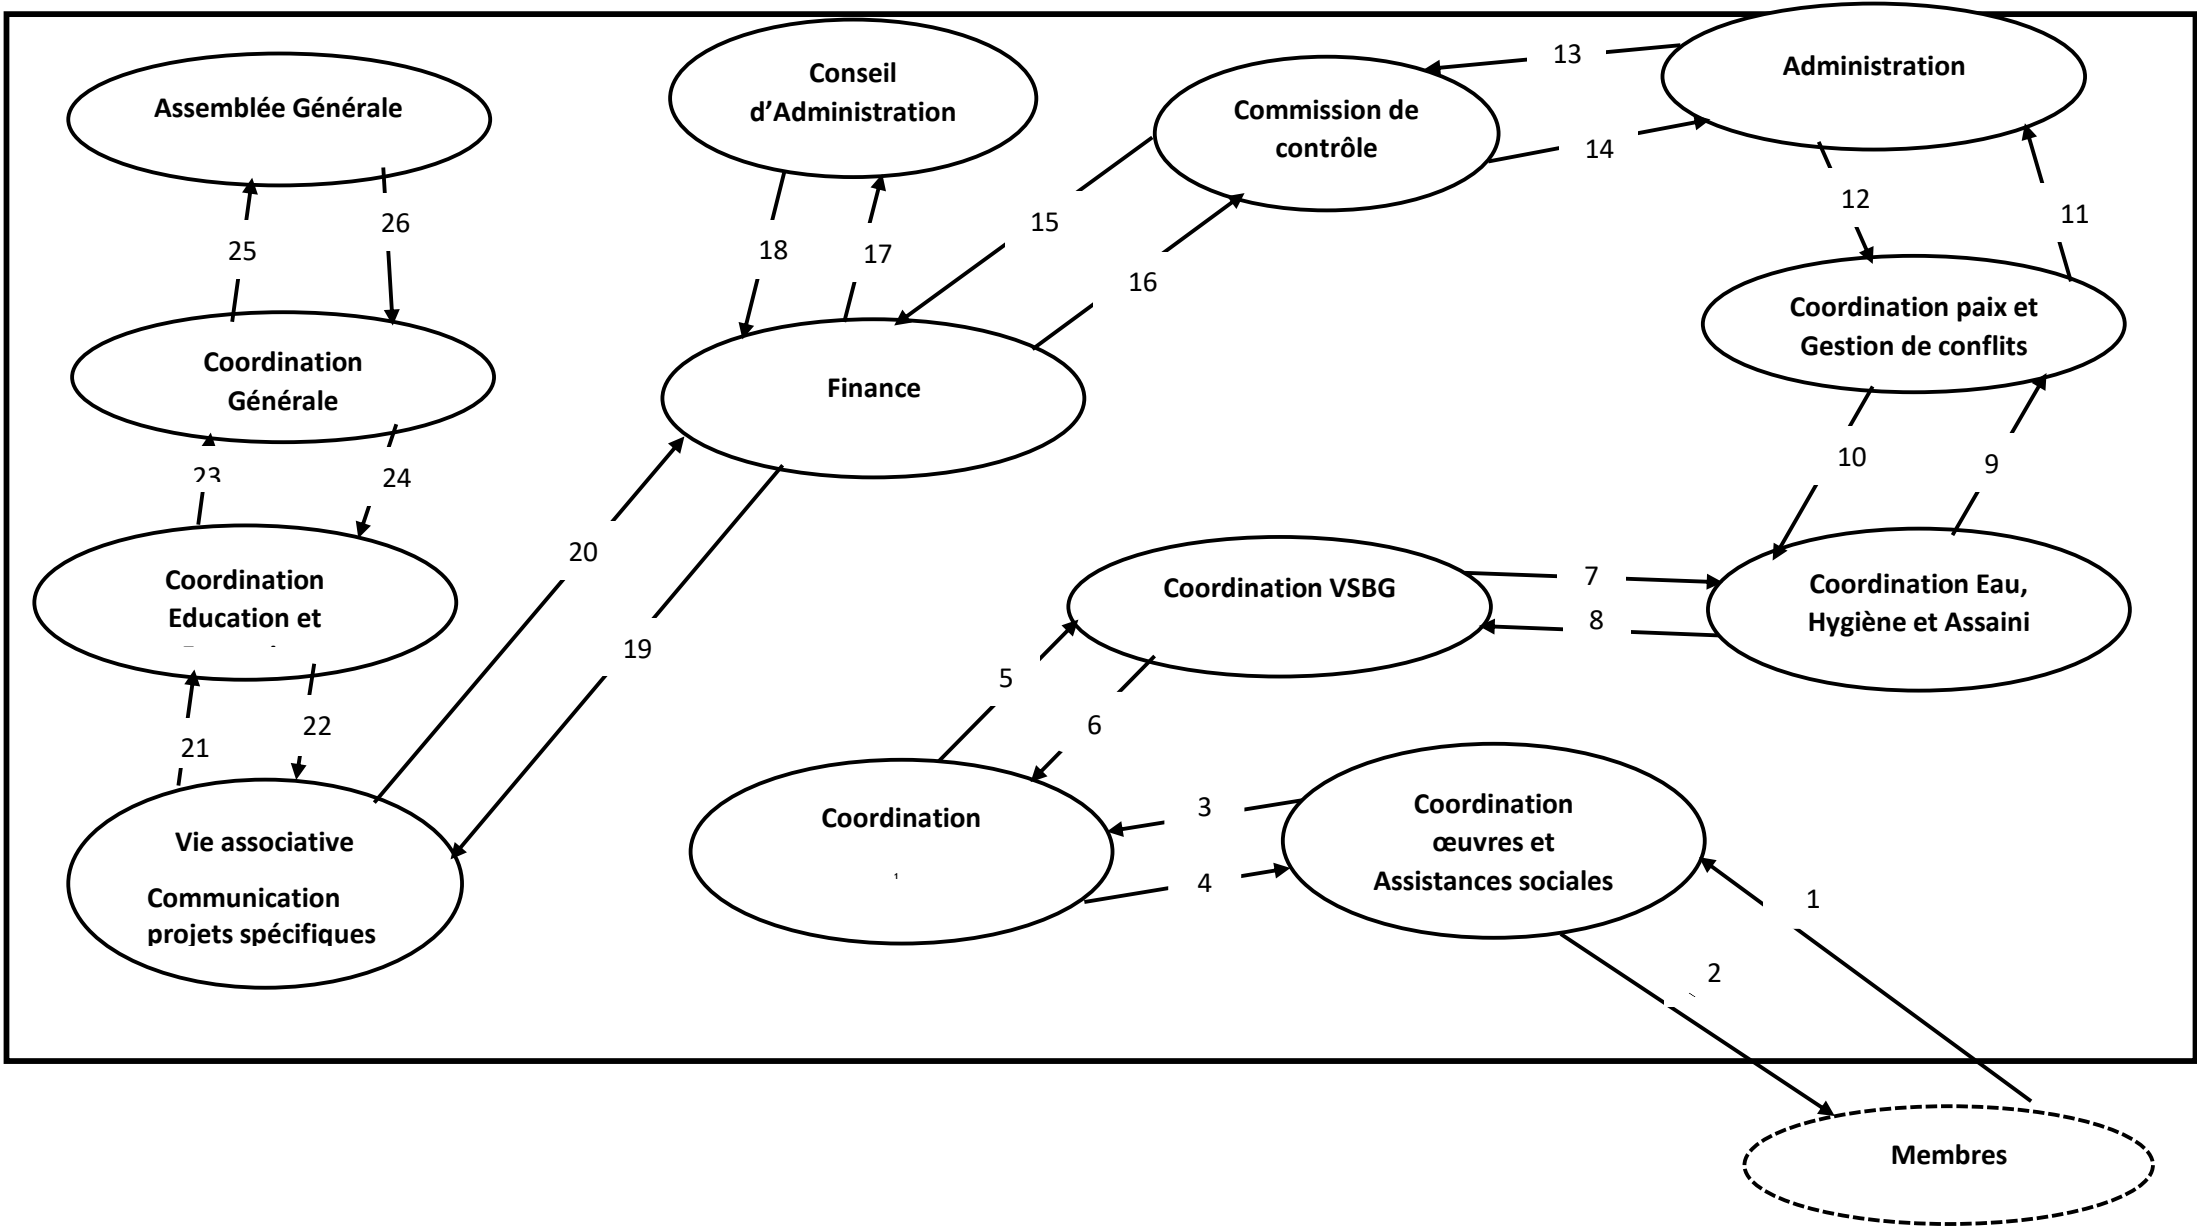 Assemblée Générale
Conseil
d’Administration
Commission de
contrôle
Administration
13
14
15
16
12
11
26
25
18
17
Coordination
Générale
Finance
Coordination paix et
Gestion de conflits
23
24
10
9
20
19
Coordination
Education et
Coordination VSBG
7
8
Coordination Eau,
Hygiène et Assaini
21
22
5
6
Vie associative
Communication
projets spécifiques
Coordination
3
4
Coordination
œuvres et
Assistances sociales
1
2
Membres